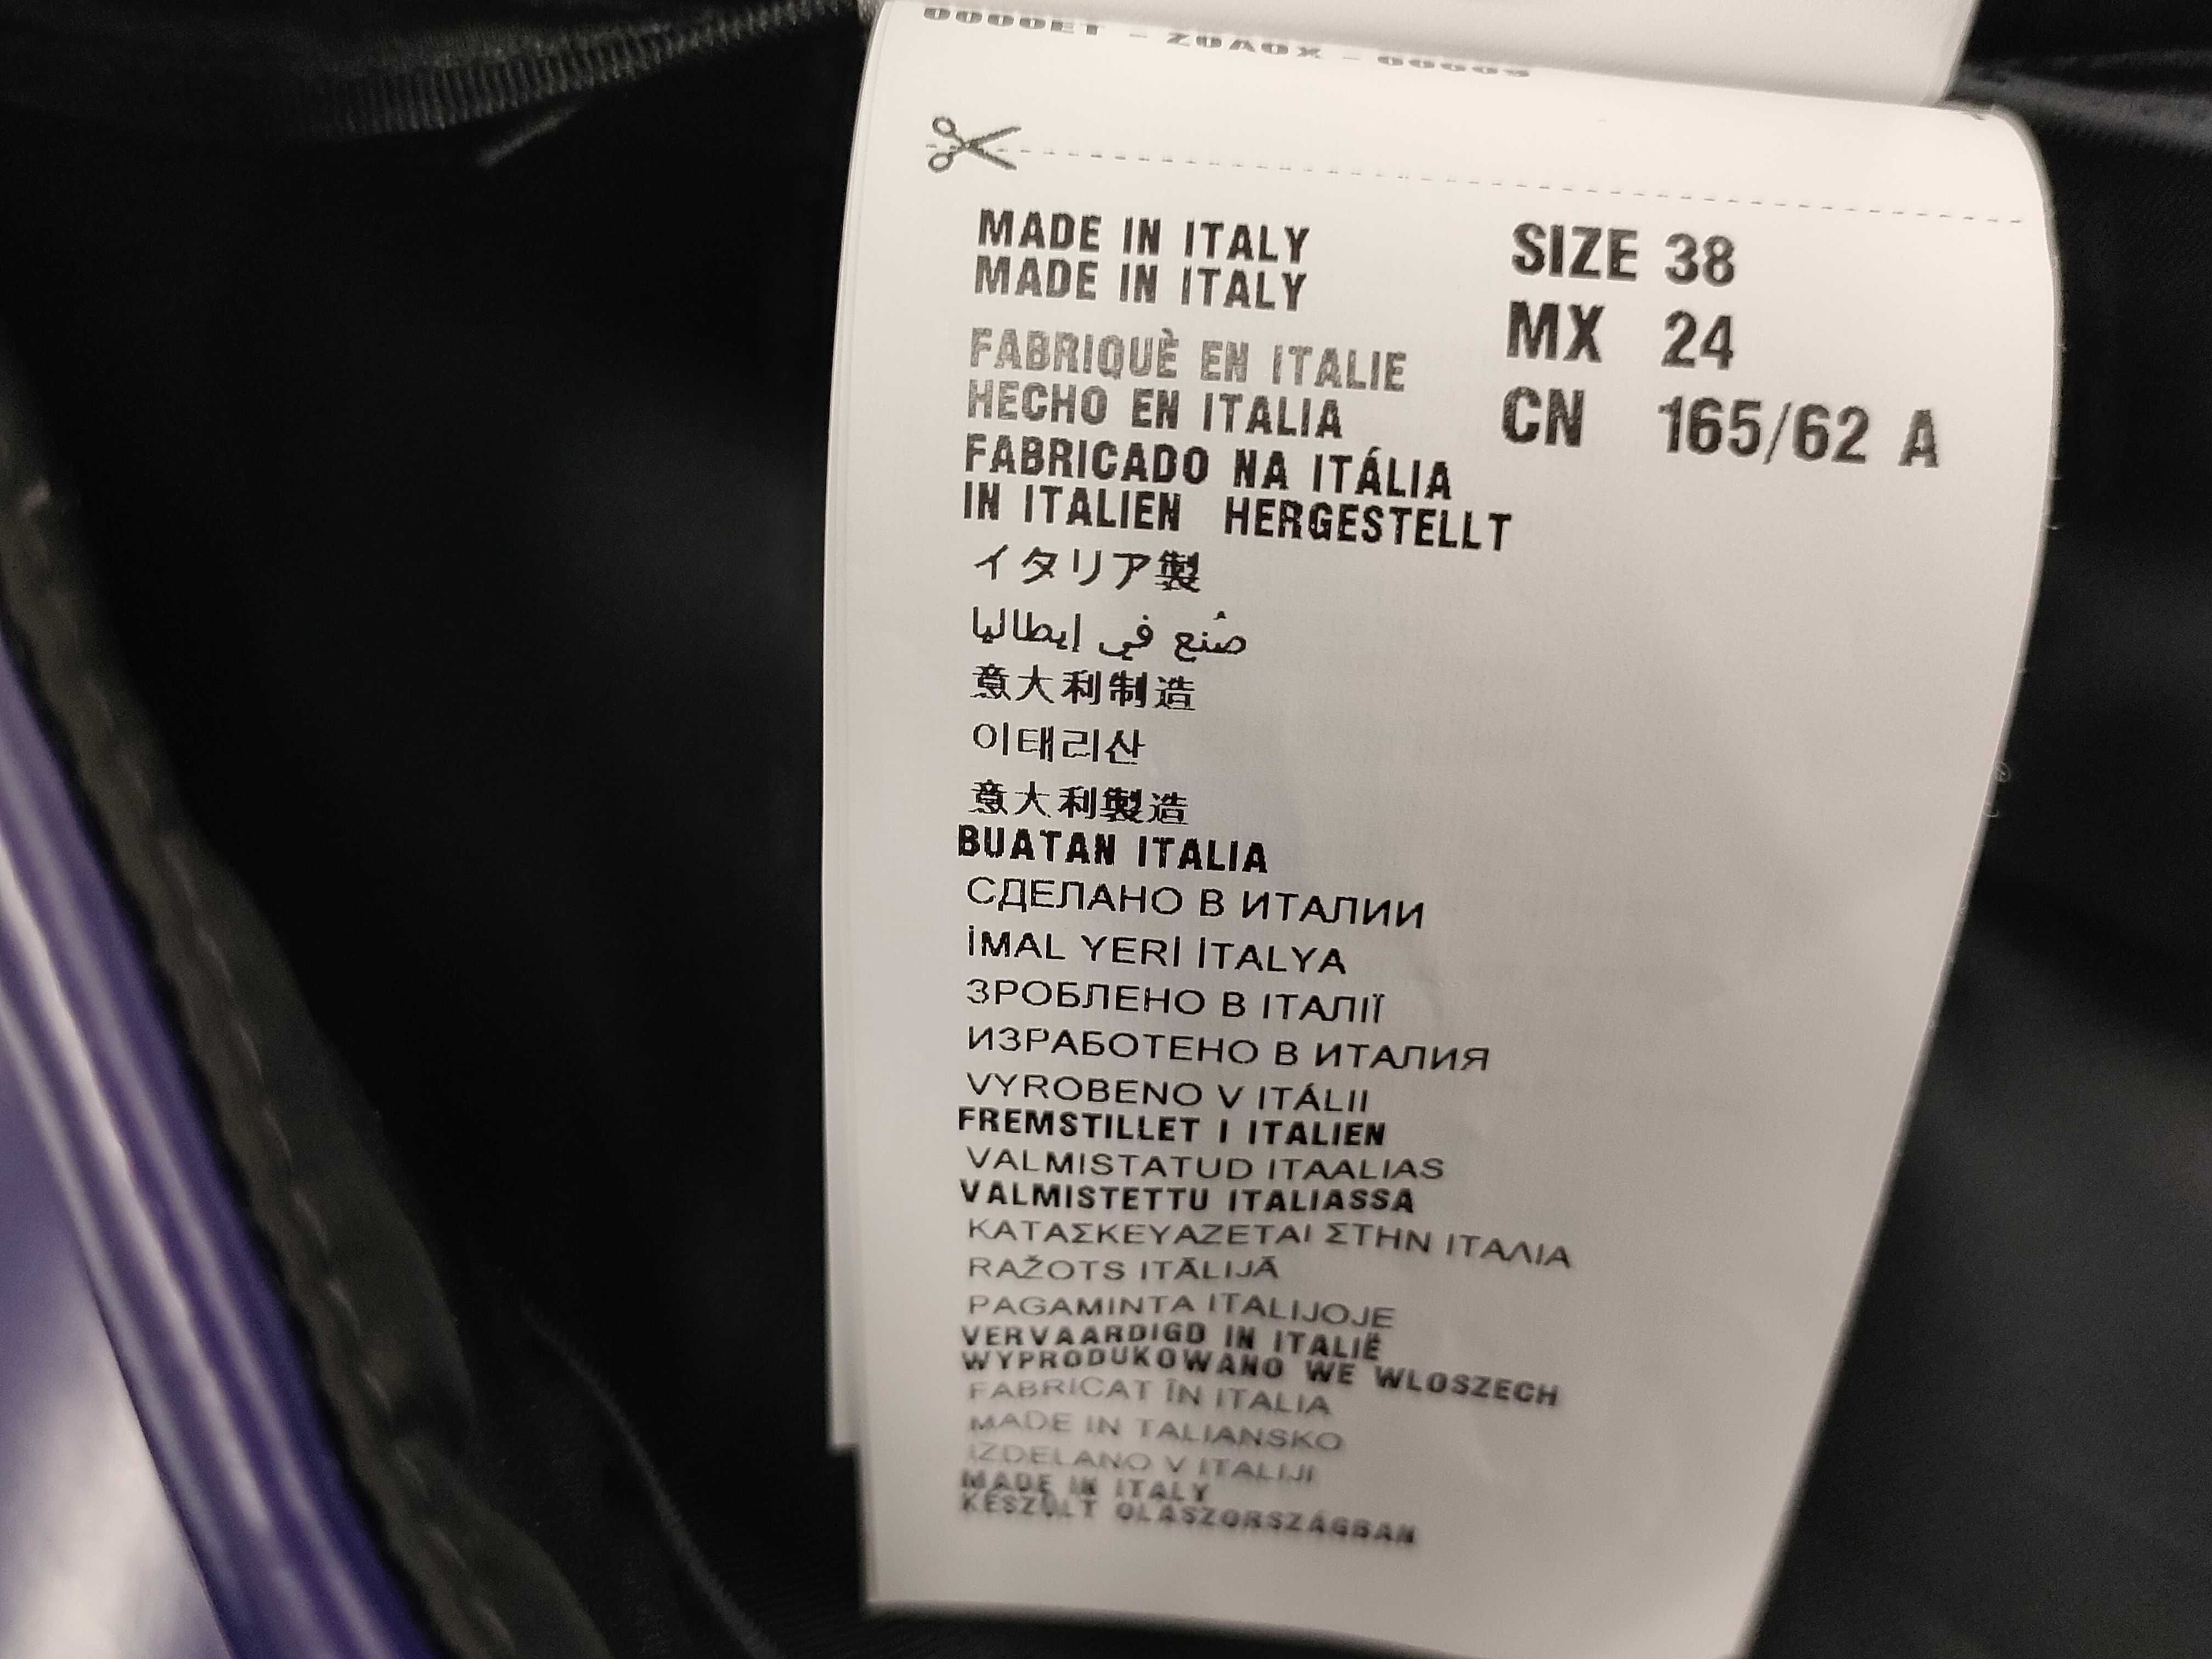 MADE IN ITALY
MADE IN ITALY
FABRIQUÈ EN ITALIE
HECHO EN ITALIA
FABRICADO NA ITÁLIA
IN ITALIEN HERGESTELLT
イタリア製
صُنع في إيطاليا
意大利制造
이태리산
意大利製造
BUATAN ITALIA
СДЕЛАНО В ИТАЛИИ
İMAL YERİ İTALYA
ЗРОБЛЕНО В ІТАЛІЇ
ИЗРАБОТЕНО В ИТАЛИЯ
VYROBENO V ITÁLII
FREMSTILLET I ITALIEN
VALMISTATUD ITAALIAS
VALMISTETTU ITALIASSA
ΚΑΤΑΣΚΕΥΑΖΕΤΑΙ ΣΤΗΝ ΙΤΑΛΙΑ
RAŽOTS ITĀLIJĀ
PAGAMINTA ITALIJOJE
VERVAARDIGD IN ITALIË
WYPRODUKOWANO WE WLOSZECH
FABRICAT ÎN ITALIA
MADE IN TALIANSKO
IZDELANO V ITALIJI
MADE IN ITALY
KÉSZÜLT OLASZORSZÁGBAN
SIZE 38
MX 24
CN 165/62 A